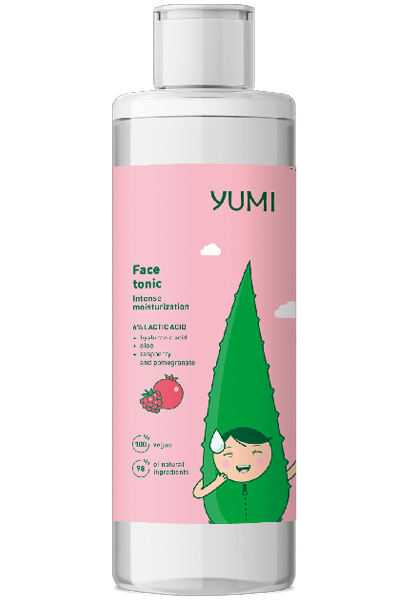 YUMI
Face
tonic
Intense
moisturization
6% LACTIC ACID
+ hyaluronic acid
+ aloe
+ raspberry
and pomegranate
100 % vegan
98 % of natural
ingredients